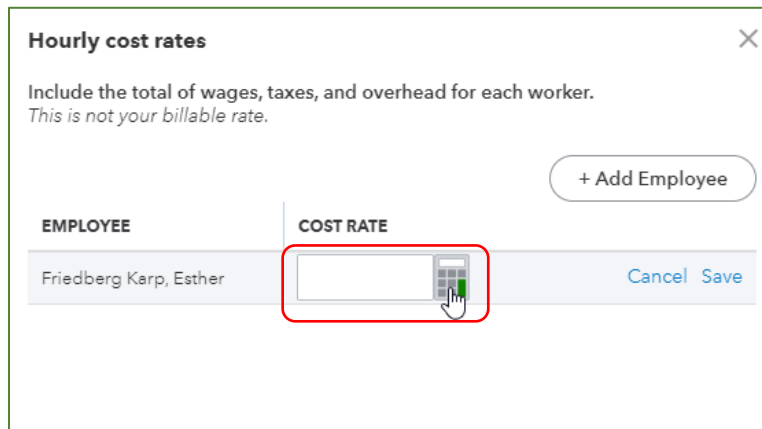 Hourly cost rates
Include the total of wages, taxes, and overhead for each worker.
This is not your billable rate.
+ Add Employee
EMPLOYEE COST RATE
Friedberg Karp, Esther Cancel Save